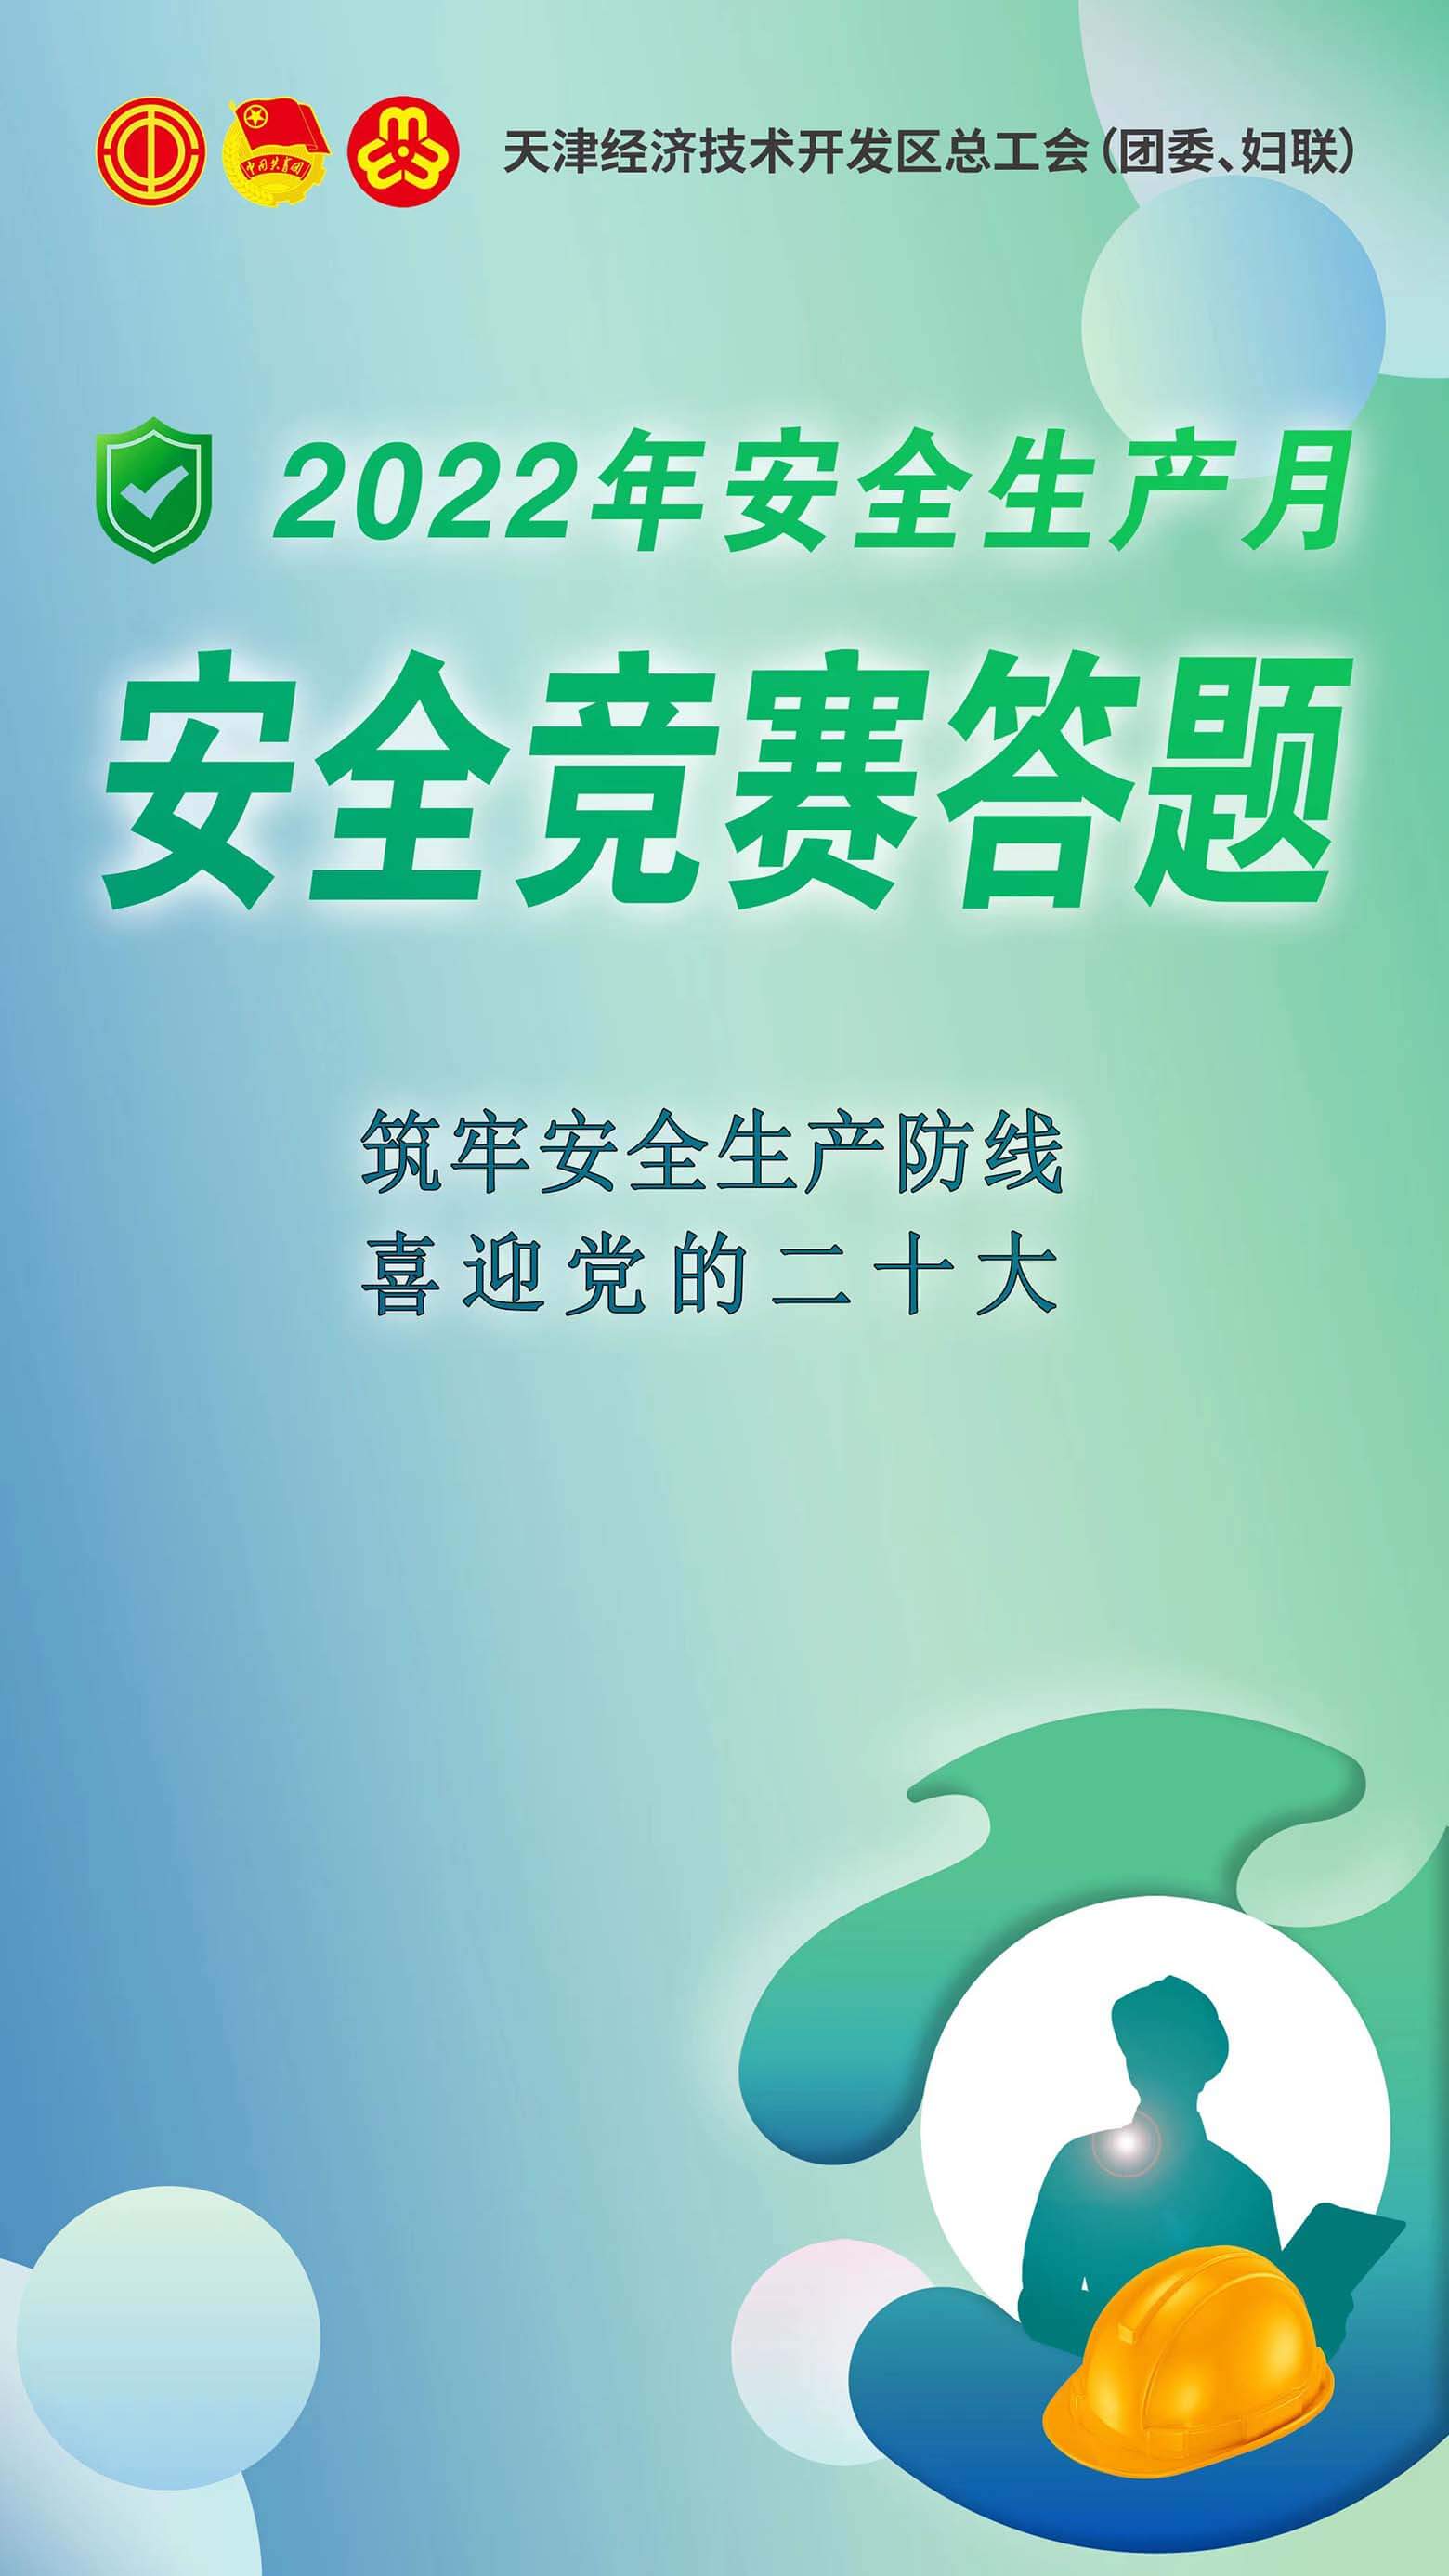 天津经济技术开发区总工会（团委、妇联）
中国共青团
2022年安全生产月
安全竞赛答题
筑牢安全生产防线
喜迎党的二十大